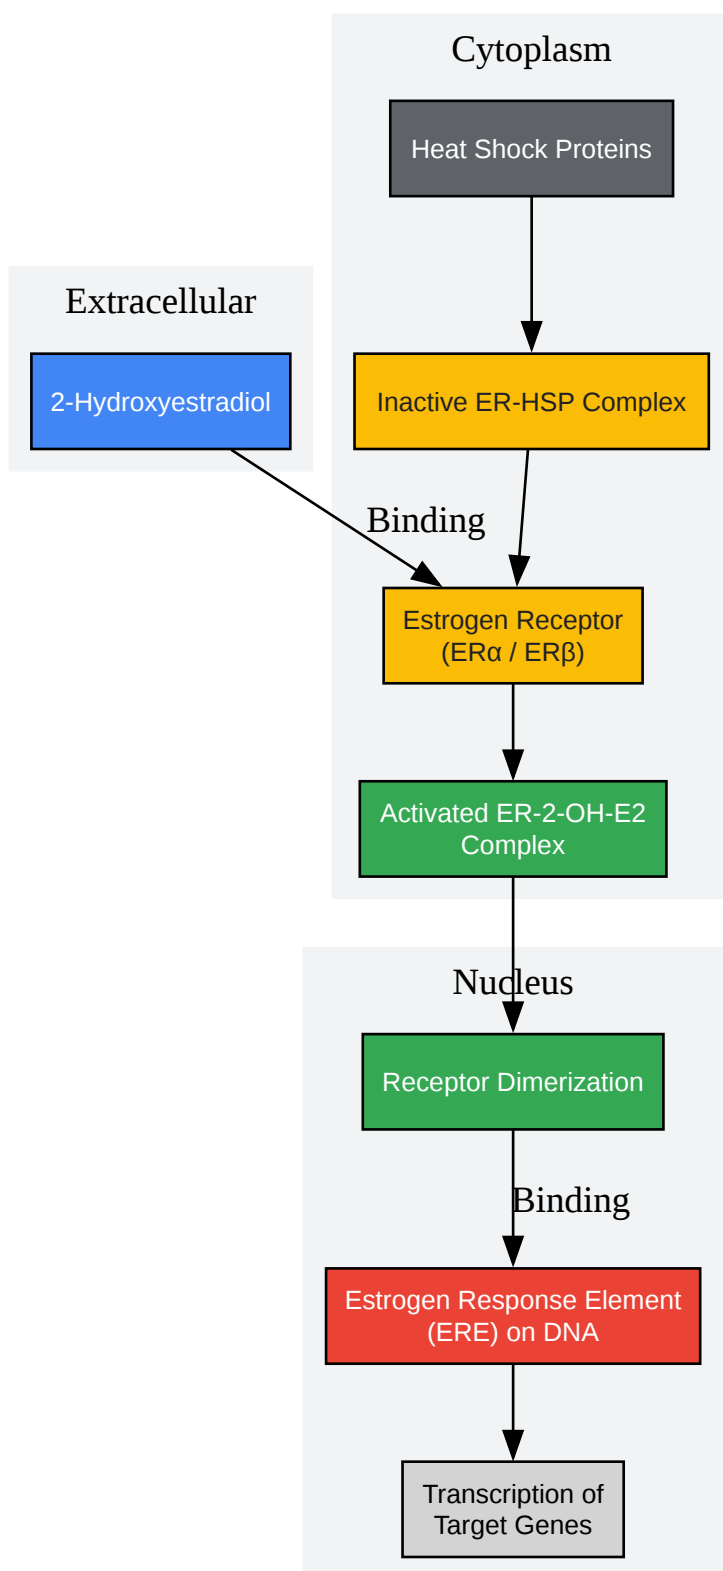 Cytoplasm
Heat Shock Proteins
Extracellular
2-Hydroxyestradiol
Inactive ER-HSP Complex
Binding
Estrogen Receptor
(ERα / ERβ)
Activated ER-2-OH-E2
Complex
Nucleus
Receptor Dimerization
Binding
Estrogen Response Element
(ERE) on DNA
Transcription of
Target Genes